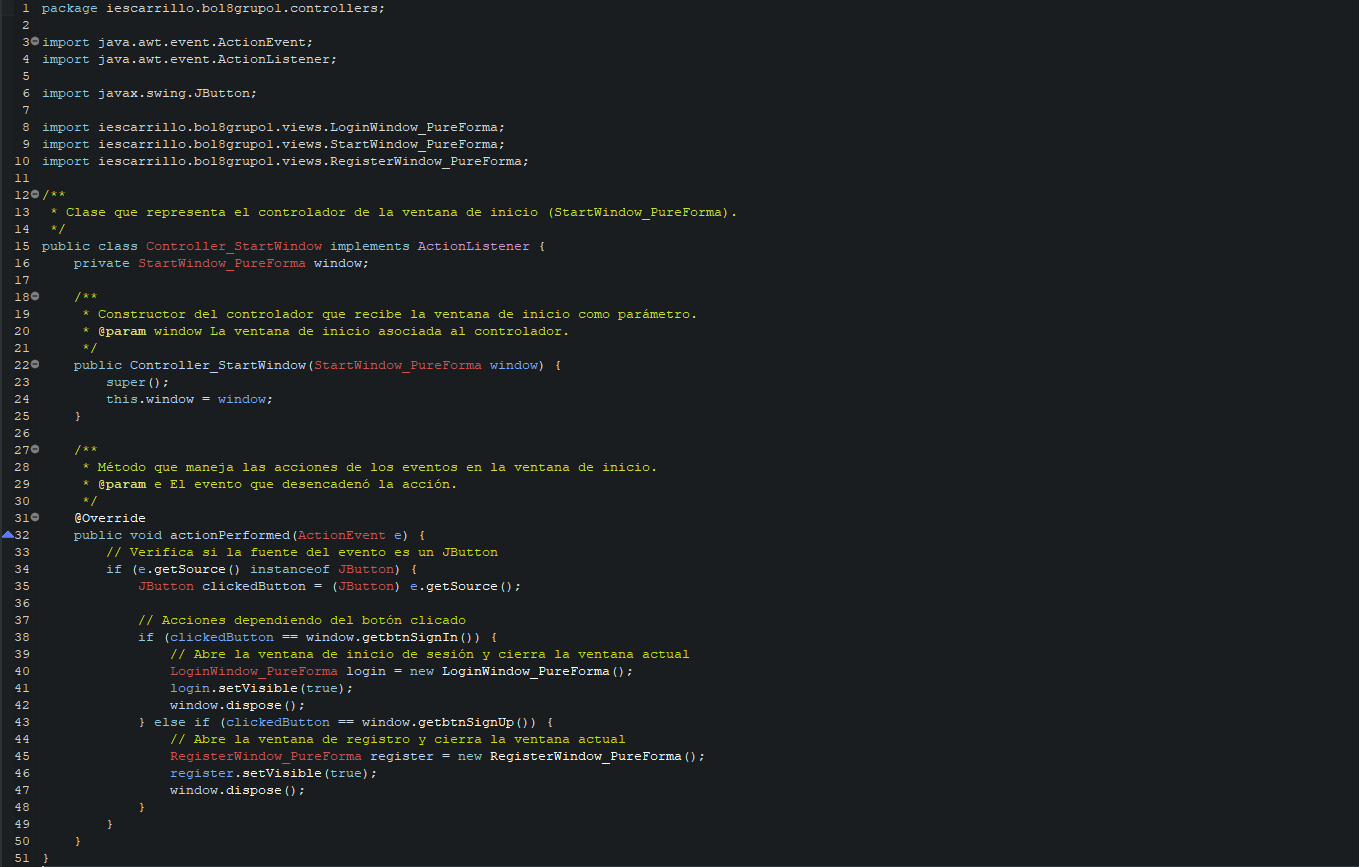 1 package iescarrillo.bol8grupo1.controllers;
2
3 import java.awt.event.ActionEvent;
4 import java.awt.event.ActionListener;
5
6 import javax.swing.JButton;
7
8 import iescarrillo.bol8grupo1.views.LoginWindow_PureForma;
9 import iescarrillo.bol8grupo1.views.StartWindow_PureForma;
10 import iescarrillo.bol8grupo1.views.RegisterWindow_PureForma;
11
12 /**
13  * Clase que representa el controlador de la ventana de inicio (StartWindow_PureForma).
14  */
15 public class Controller_StartWindow implements ActionListener {
16     private StartWindow_PureForma window;
17
18     /**
19      * Constructor del controlador que recibe la ventana de inicio como parámetro.
20      * @param window La ventana de inicio asociada al controlador.
21      */
22     public Controller_StartWindow(StartWindow_PureForma window) {
23         super();
24         this.window = window;
25     }
26
27     /**
28      * Método que maneja las acciones de los eventos en la ventana de inicio.
29      * @param e El evento que desencadenó la acción.
30      */
31     @Override
32     public void actionPerformed(ActionEvent e) {
33         // Verifica si la fuente del evento es un JButton
34         if (e.getSource() instanceof JButton) {
35             JButton clickedButton = (JButton) e.getSource();
36
37             // Acciones dependiendo del botón clicado
38             if (clickedButton == window.getbtnSignIn()) {
39                 // Abre la ventana de inicio de sesión y cierra la ventana actual
40                 LoginWindow_PureForma login = new LoginWindow_PureForma();
41                 login.setVisible(true);
42                 window.dispose();
43             } else if (clickedButton == window.getbtnSignUp()) {
44                 // Abre la ventana de registro y cierra la ventana actual
45                 RegisterWindow_PureForma register = new RegisterWindow_PureForma();
46                 register.setVisible(true);
47                 window.dispose();
48             }
49         }
50     }
51 }